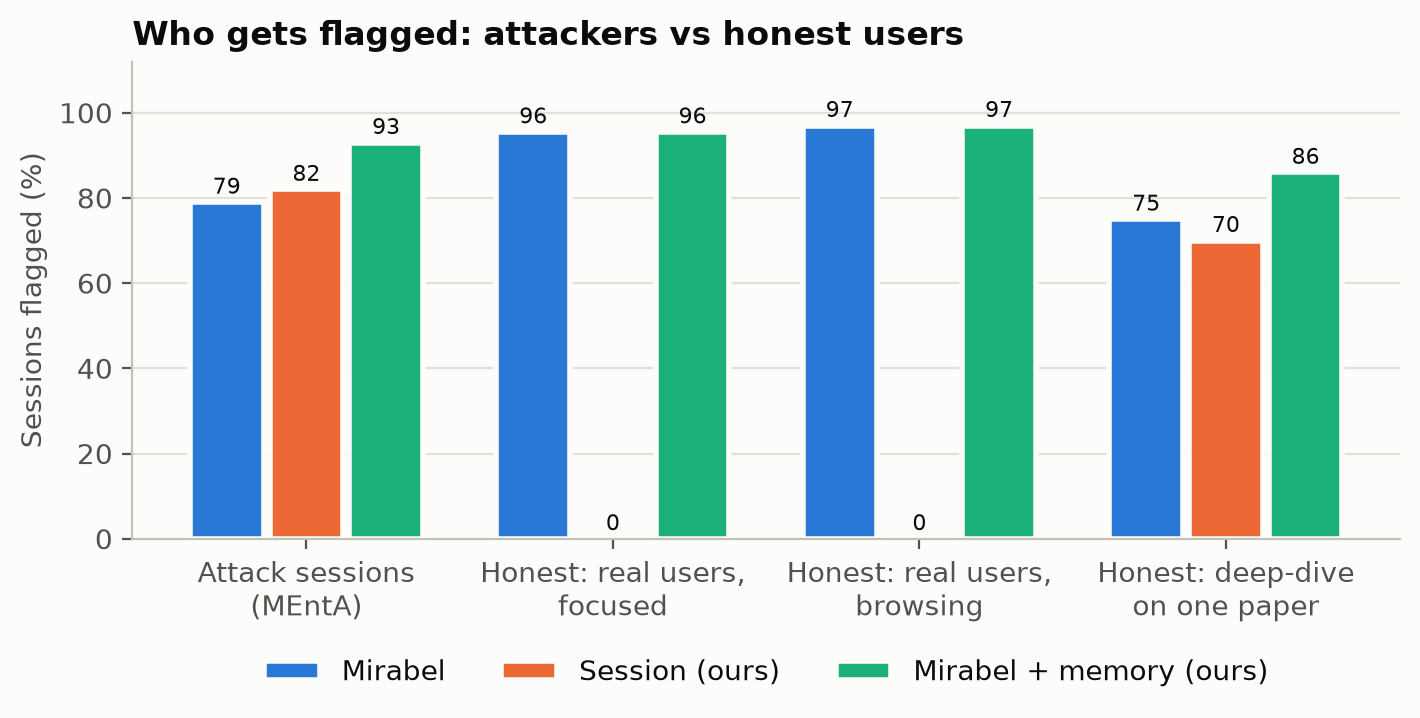 Who gets flagged: attackers vs honest users
Sessions flagged (%)
100
80
60
40
20
0
79
82
93
96
0
96
97
0
97
75
70
86
Attack sessions
(MEntA)
Honest: real users,
focused
Honest: real users,
browsing
Honest: deep-dive
on one paper
Mirabel
Session (ours)
Mirabel + memory (ours)